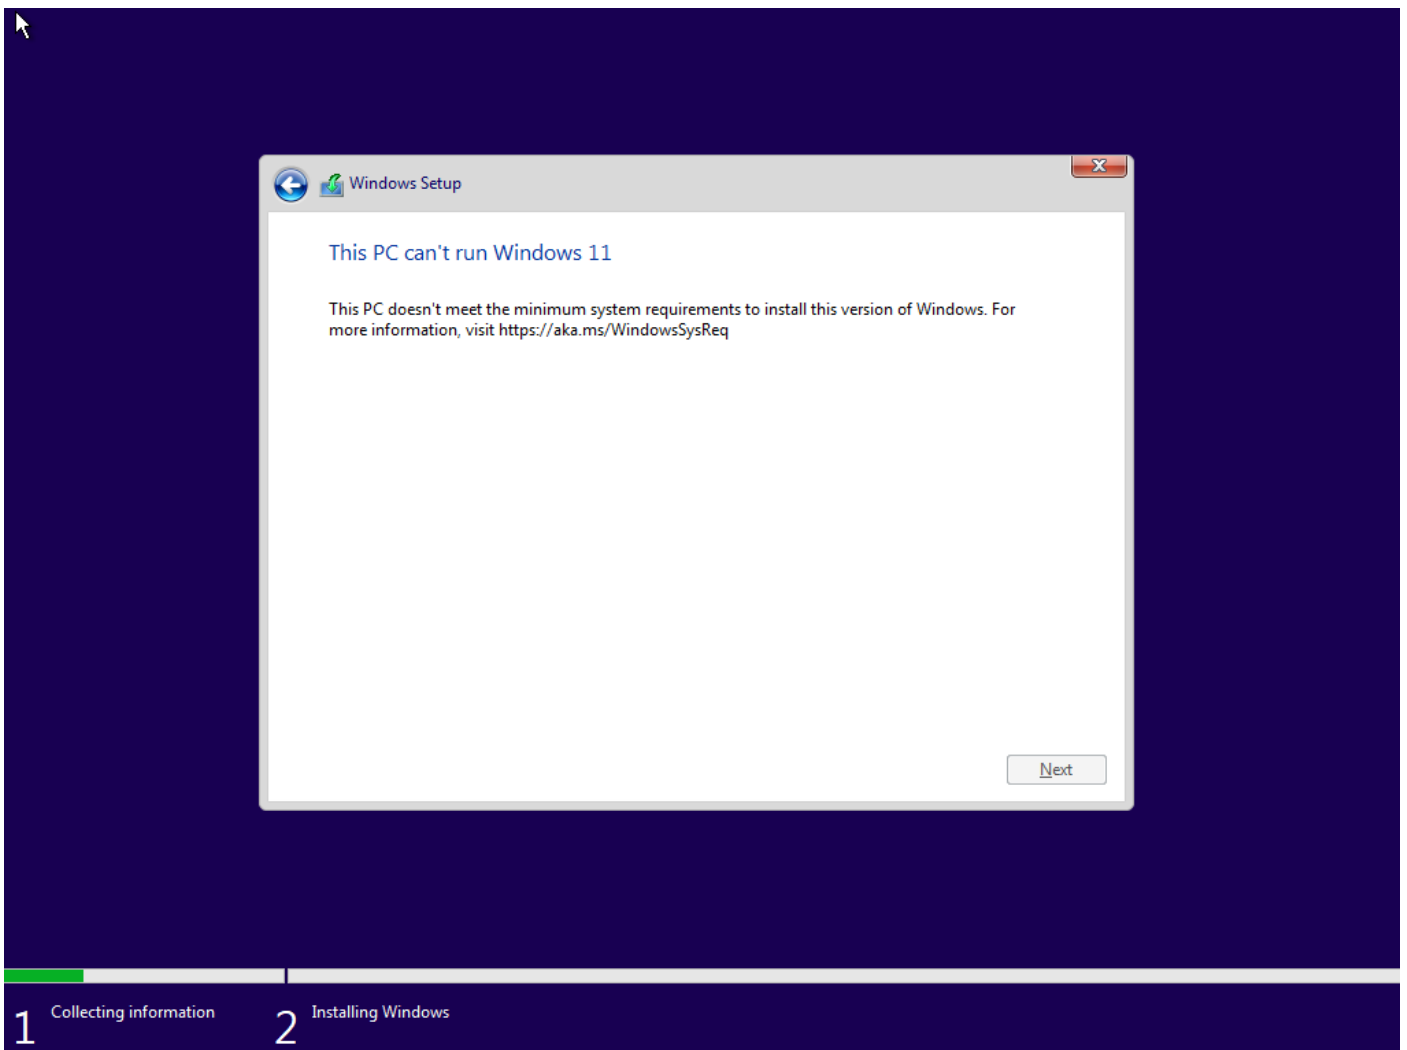 Windows Setup
This PC can't run Windows 11
This PC doesn't meet the minimum system requirements to install this version of Windows. For
more information, visit https://aka.ms/WindowsSysReq
Next
1 Collecting information
2 Installing Windows